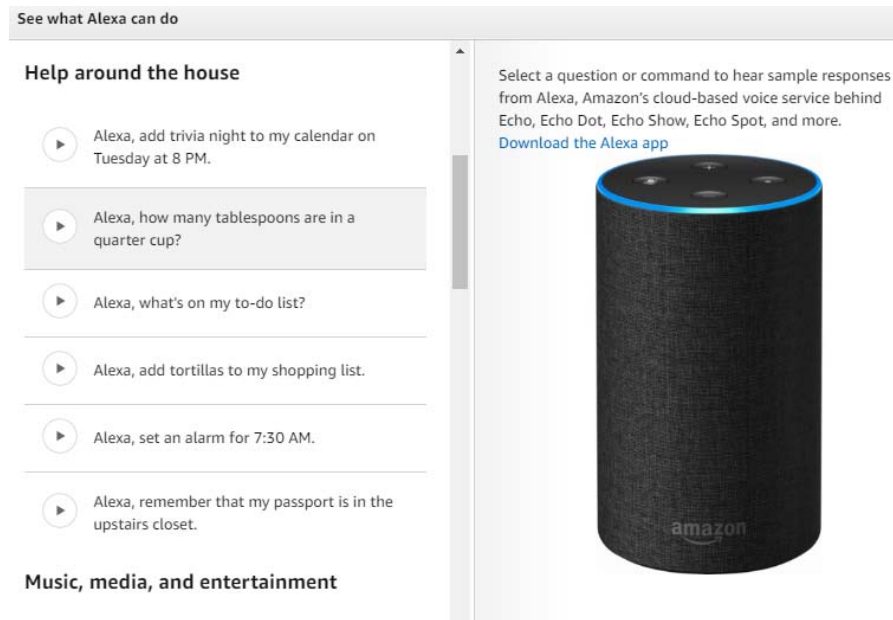 See what Alexa can do
Help around the house
Alexa, add trivia night to my calendar on
Tuesday at 8 PM.
Alexa, how many tablespoons are in a
quarter cup?
Alexa, what's on my to-do list?
Alexa, add tortillas to my shopping list.
Alexa, set an alarm for 7:30 AM.
Alexa, remember that my passport is in the
upstairs closet.
Music, media, and entertainment
Select a question or command to hear sample responses
from Alexa, Amazon's cloud-based voice service behind
Echo, Echo Dot, Echo Show, Echo Spot, and more.
Download the Alexa app
amazon